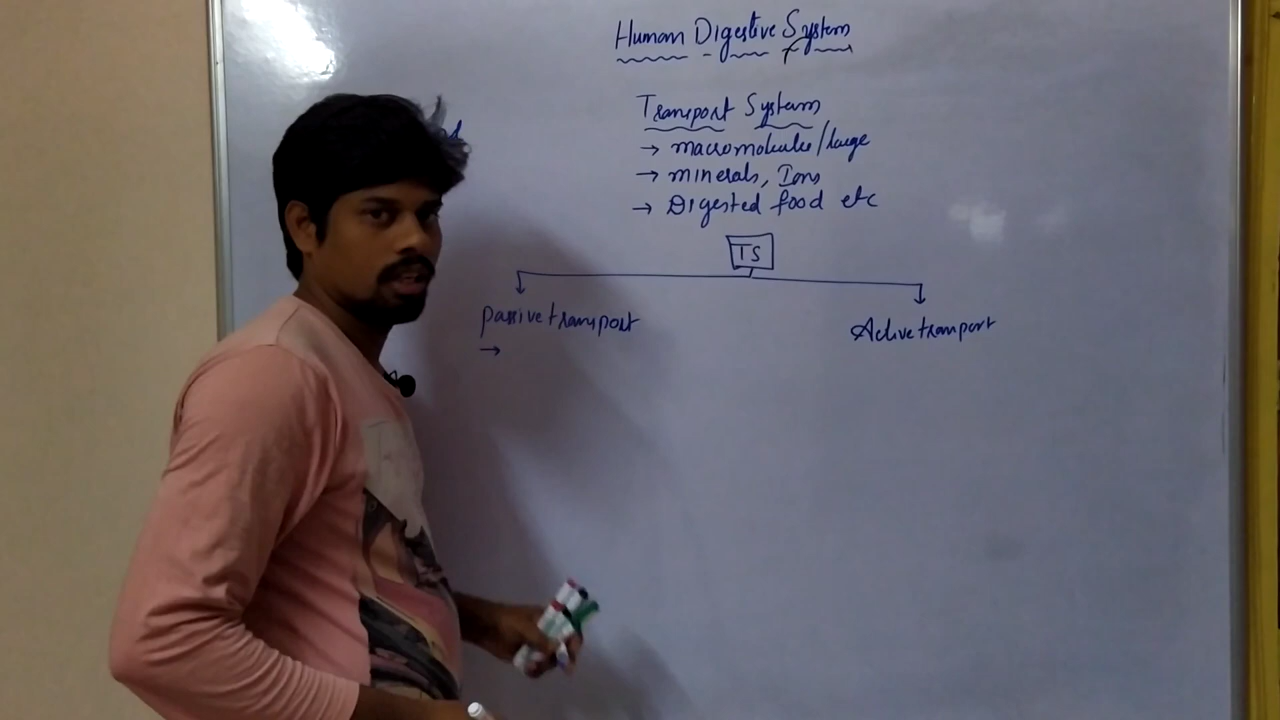 Human Digestive System
Transport System
→ macromolecules/large
→ minerals, Ions
→ Digested food etc
TS
passive transport
Active transport
→